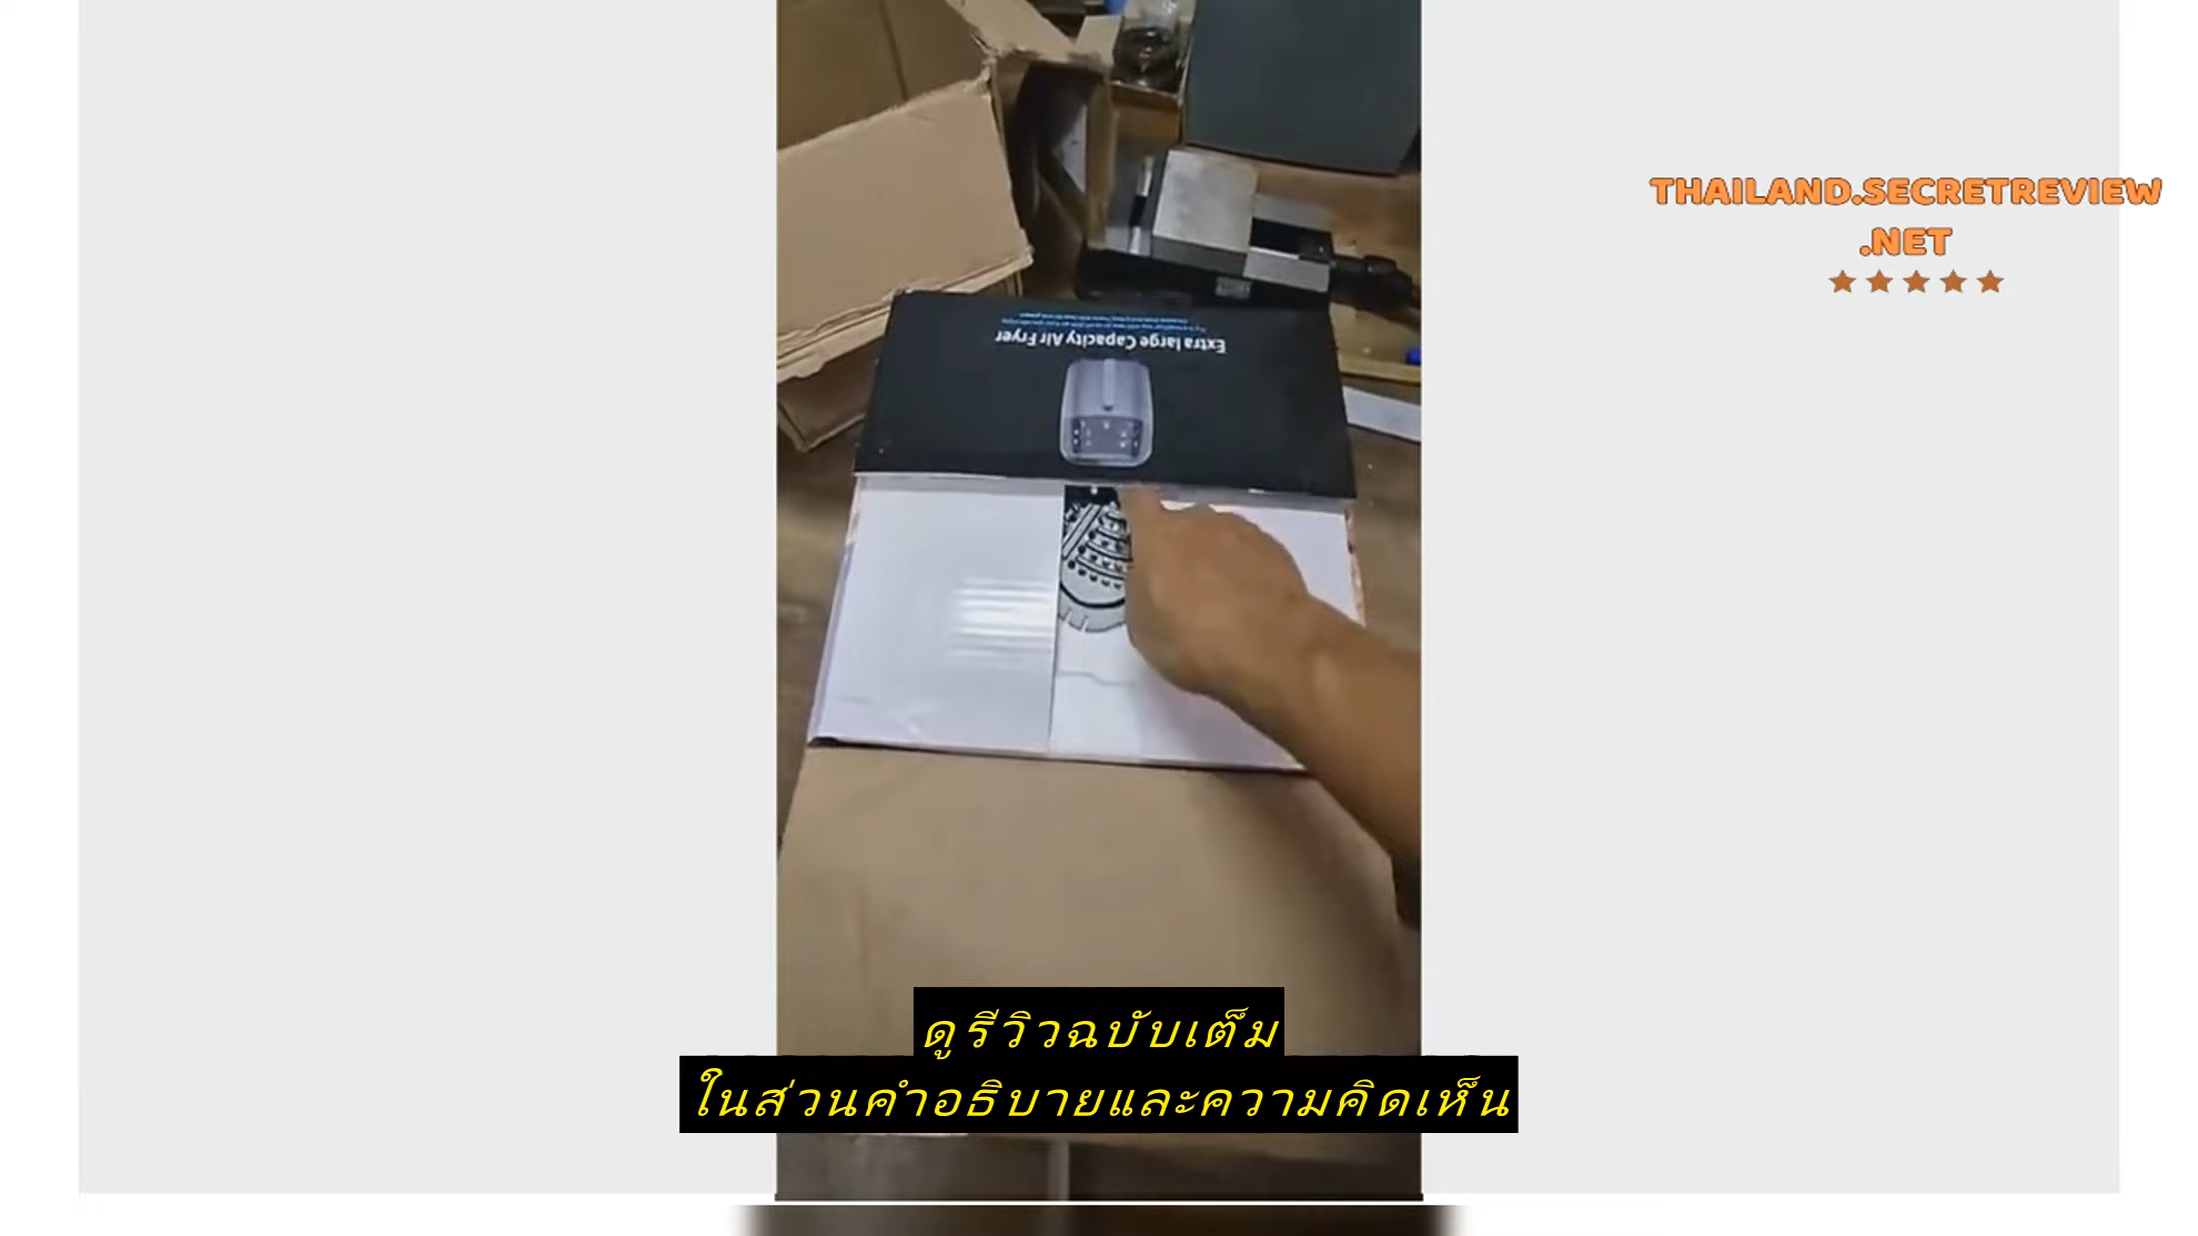 THAILAND.SECRETREVIEW
.NET
Extra large Capacity Air Fryer
ดูรีวิวฉบับเต็ม
ในส่วนคำอธิบายและความคิดเห็น